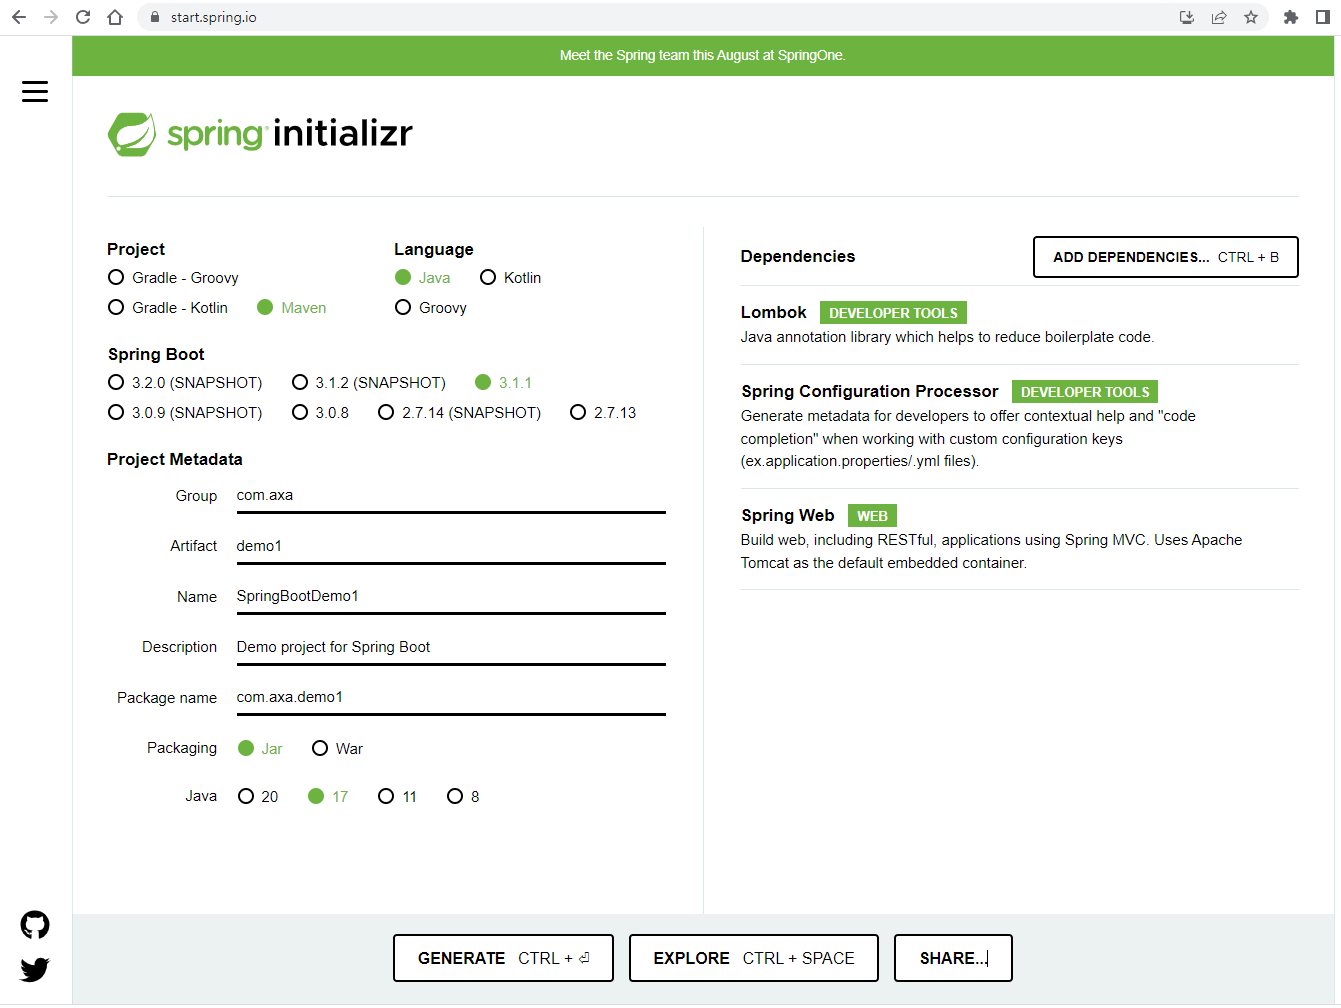 start.spring.io
Meet the Spring team this August at SpringOne.
spring initializr
Project
Gradle - Groovy
Gradle - Kotlin Maven
Language
Java Kotlin
Groovy
Spring Boot
3.2.0 (SNAPSHOT) 3.1.2 (SNAPSHOT) 3.1.1
3.0.9 (SNAPSHOT) 3.0.8 2.7.14 (SNAPSHOT) 2.7.13
Project Metadata
Group com.axa
Artifact demo1
Name SpringBootDemo1
Description Demo project for Spring Boot
Package name com.axa.demo1
Packaging Jar War
Java 20 17 11 8
Dependencies ADD DEPENDENCIES... CTRL + B
Lombok DEVELOPER TOOLS
Java annotation library which helps to reduce boilerplate code.
Spring Configuration Processor DEVELOPER TOOLS
Generate metadata for developers to offer contextual help and "code
completion" when working with custom configuration keys
(ex.application.properties/.yml files).
Spring Web WEB
Build web, including RESTful, applications using Spring MVC. Uses Apache
Tomcat as the default embedded container.
GENERATE CTRL + ⏎ EXPLORE CTRL + SPACE SHARE...